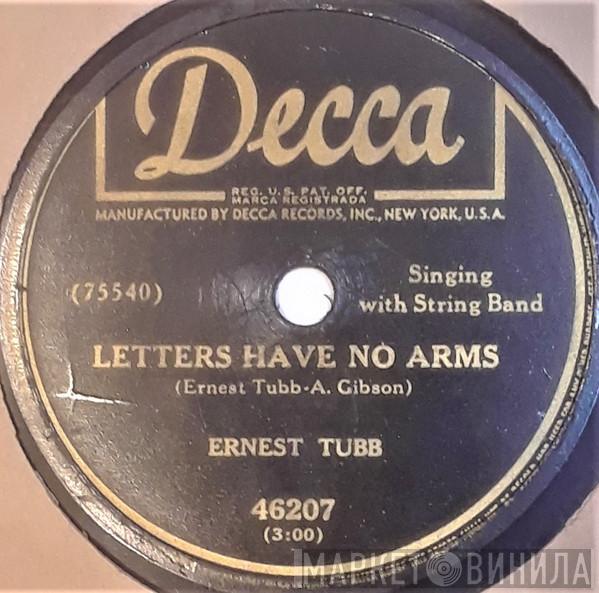 Decca
REG. U.S. PAT. OFF.
MARCA REGISTRADA
MANUFACTURED BY DECCA RECORDS, INC., NEW YORK, U.S.A.
(75540)
Singing
with String Band
LETTERS HAVE NO ARMS
(Ernest Tubb-A. Gibson)
ERNEST TUBB
46207
(3:00)
МАРКЕТ ВИНИЛА